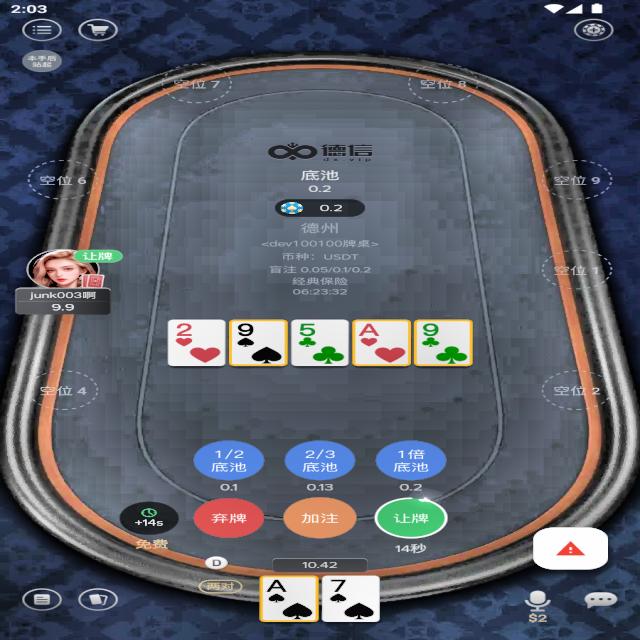 2:03
本手后
站起
空位 7
空位 8
德信
dx.vip
底池
0.2
0.2
德州
<dev100100牌桌>
币种：USDT
盲注 0.05/0.1/0.2
经典保险
06:23:32
空位 6
空位 9
让牌
junk003啊
9.9
空位 1
2
9
5
A
9
空位 4
空位 2
1/2
底池
2/3
底池
1倍
底池
0.1
0.13
0.2
+14s
弃牌
加注
让牌
免费
14秒
D
10.42
两对
A
7
$2